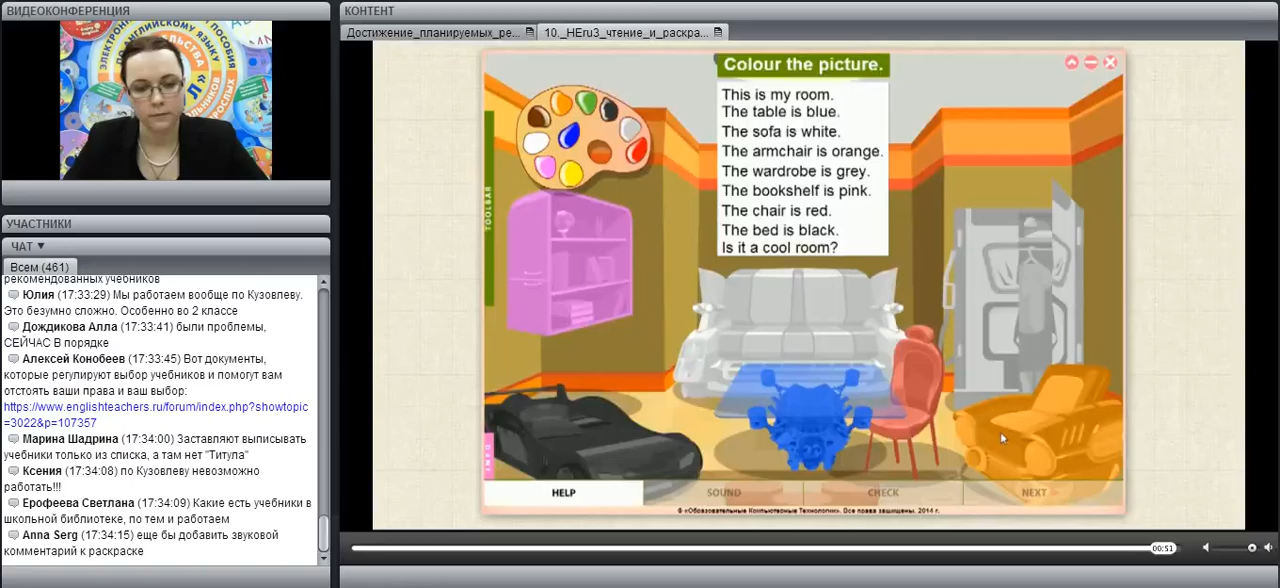 ВИДЕОКОНФЕРЕНЦИЯ
ЭЛЕКТРОННЫЕ
ПО АНГЛИЙСКОМУ ЯЗЫКУ
ПОСОБИЯ
УЧАСТНИКИ
ЧАТ ▼
Всем (461)
рекомендованных учебников
Юлия (17:33:29) Мы работаем вообще по Кузовлеву.
Это безумно сложно. Особенно во 2 классе
Дождикова Алла (17:33:41) были проблемы,
СЕЙЧАС В порядке
Алексей Конобеев (17:33:45) Вот документы,
которые регулируют выбор учебников и помогут вам
отстоять ваши права и ваш выбор:
https://www.englishteachers.ru/forum/index.php?showtopic
=3022&p=107357
Марина Шадрина (17:34:00) Заставляют выписывать
учебники только из списка, а там нет "Титула"
Ксения (17:34:08) по Кузовлеву невозможно
работать!!!
Ерофеева Светлана (17:34:09) Какие есть учебники в
школьной библиотеке, по тем и работаем
Anna Serg (17:34:15) еще бы добавить звуковой
комментарий к раскраске
КОНТЕНТ
Достижение_планируемых_ре...
10._HEru3_чтение_и_раскра...
Colour the picture.
This is my room.
The table is blue.
The sofa is white.
The armchair is orange.
The wardrobe is grey.
The bookshelf is pink.
The chair is red.
The bed is black.
Is it a cool room?
TOOLBAR
HELP
SOUND
CHECK
NEXT
© «Образовательные Компьютерные Технологии». Все права защищены. 2014 г.
00:51